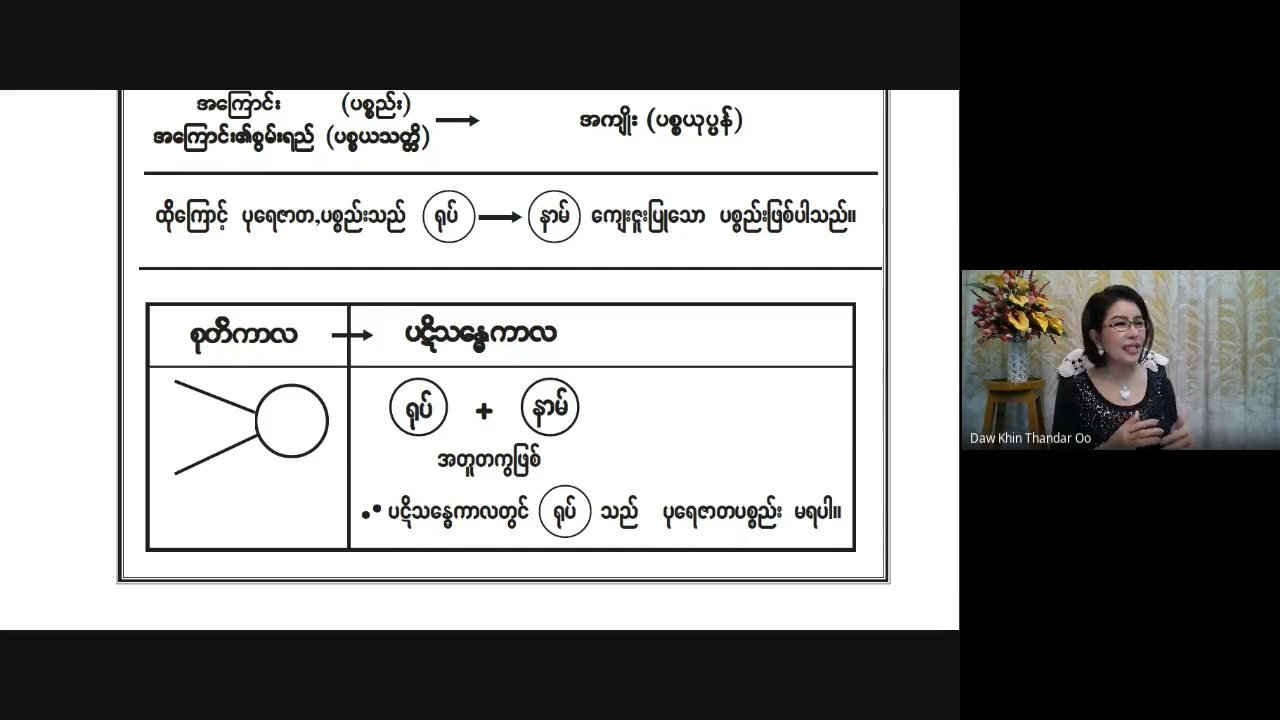 အကြောင်း (ပစ္စည်း)
အကြောင်း၏စွမ်းရည် (ပစ္စယသတ္တိ) → အကျိုး (ပစ္စယုပ္ပန်)
ထို့ကြောင့် ပုရေဇာတ,ပစ္စည်းသည် ရုပ် → နာမ် ကျေးဇူးပြုသော ပစ္စည်းဖြစ်ပါသည်။
စုတိကာလ → ပဋိသန္ဓေကာလ
ရုပ် + နာမ်
အတူတကွဖြစ်
ပဋိသန္ဓေကာလတွင် ရုပ် သည် ပုရေဇာတပစ္စည်း မရပါ။
Daw Khin Thandar Oo